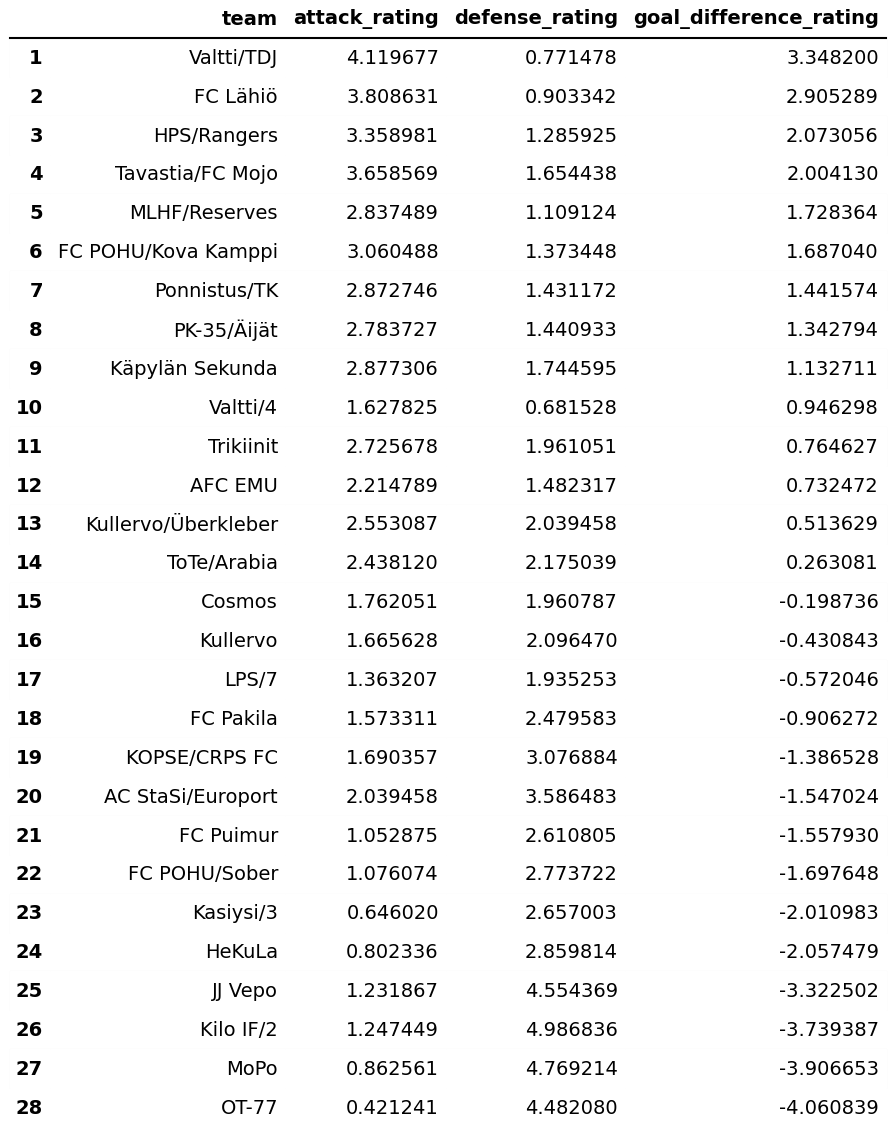 team attack_rating defense_rating goal_difference_rating
1 Valtti/TDJ 4.119677 0.771478 3.348200
2 FC Lähiö 3.808631 0.903342 2.905289
3 HPS/Rangers 3.358981 1.285925 2.073056
4 Tavastia/FC Mojo 3.658569 1.654438 2.004130
5 MLHF/Reserves 2.837489 1.109124 1.728364
6 FC POHU/Kova Kamppi 3.060488 1.373448 1.687040
7 Ponnistus/TK 2.872746 1.431172 1.441574
8 PK-35/Äijät 2.783727 1.440933 1.342794
9 Käpylän Sekunda 2.877306 1.744595 1.132711
10 Valtti/4 1.627825 0.681528 0.946298
11 Trikiinit 2.725678 1.961051 0.764627
12 AFC EMU 2.214789 1.482317 0.732472
13 Kullervo/Überkleber 2.553087 2.039458 0.513629
14 ToTe/Arabia 2.438120 2.175039 0.263081
15 Cosmos 1.762051 1.960787 -0.198736
16 Kullervo 1.665628 2.096470 -0.430843
17 LPS/7 1.363207 1.935253 -0.572046
18 FC Pakila 1.573311 2.479583 -0.906272
19 KOPSE/CRPS FC 1.690357 3.076884 -1.386528
20 AC StaSi/Europort 2.039458 3.586483 -1.547024
21 FC Puimur 1.052875 2.610805 -1.557930
22 FC POHU/Sober 1.076074 2.773722 -1.697648
23 Kasiysi/3 0.646020 2.657003 -2.010983
24 HeKuLa 0.802336 2.859814 -2.057479
25 JJ Vepo 1.231867 4.554369 -3.322502
26 Kilo IF/2 1.247449 4.986836 -3.739387
27 MoPo 0.862561 4.769214 -3.906653
28 OT-77 0.421241 4.482080 -4.060839